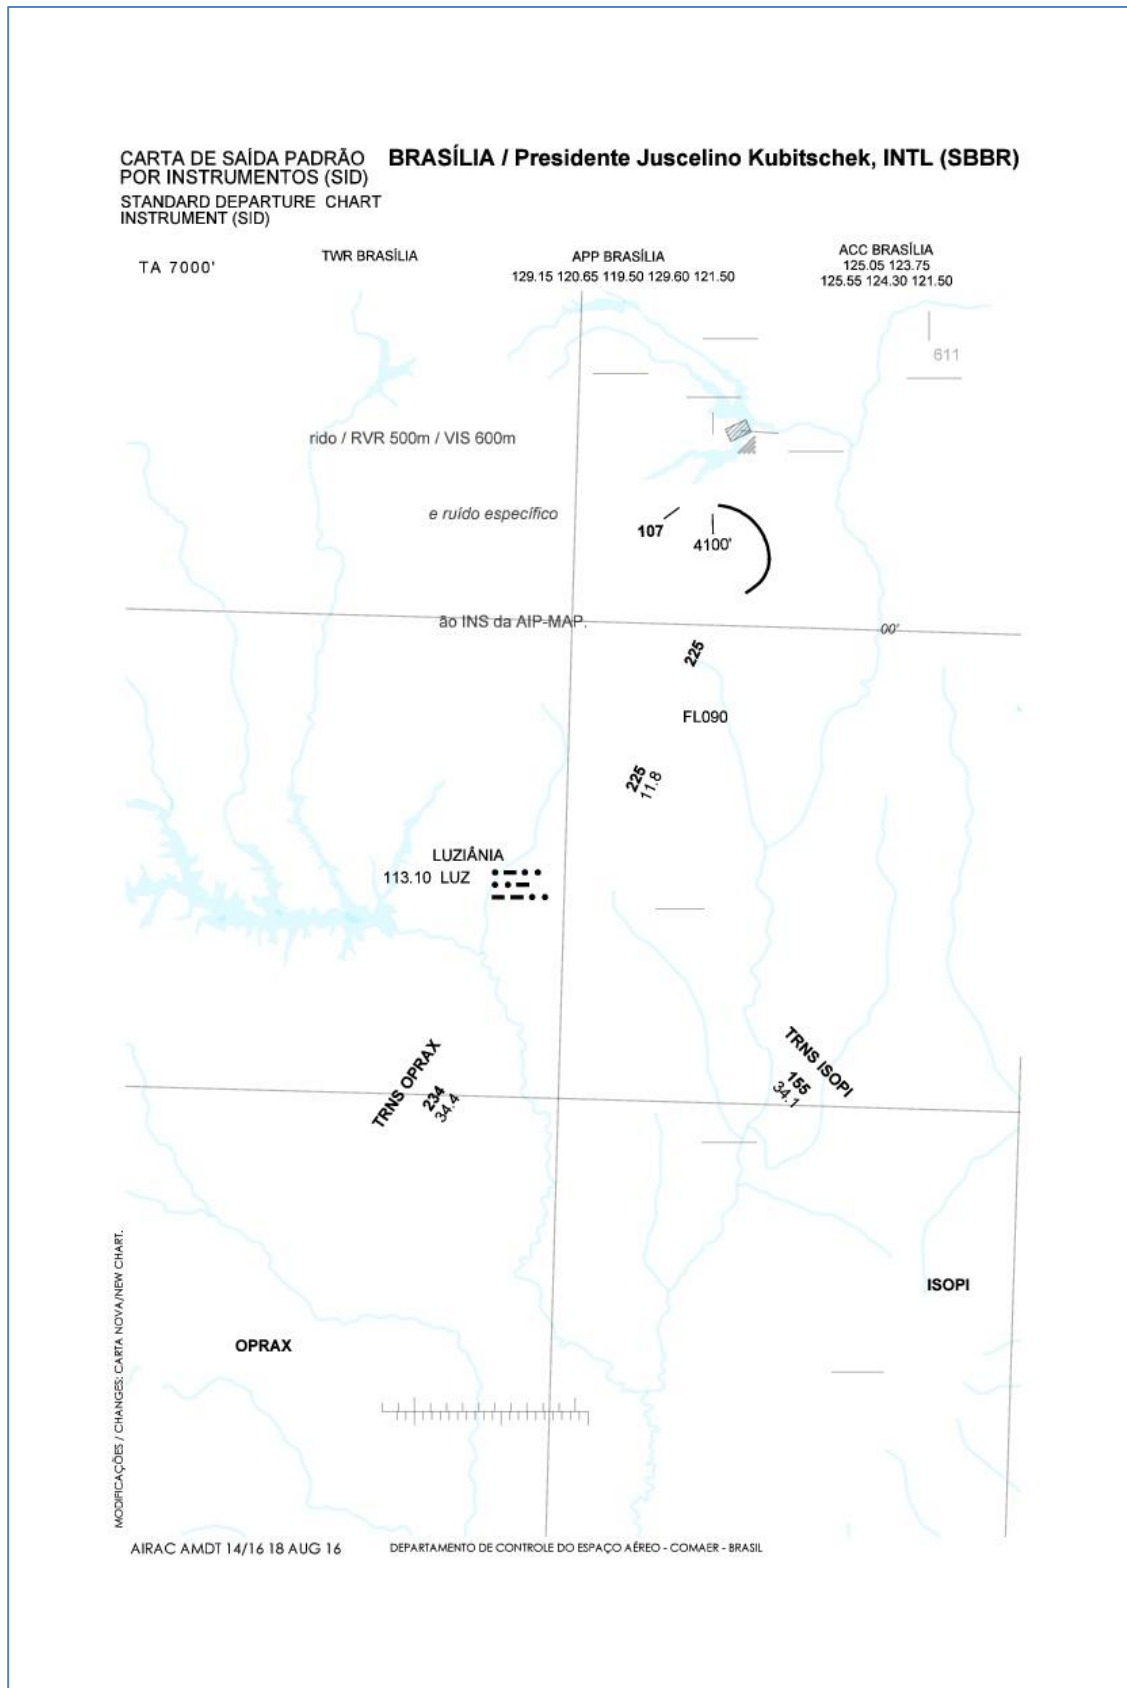 CARTA DE SAÍDA PADRÃO
POR INSTRUMENTOS (SID)
STANDARD DEPARTURE CHART
INSTRUMENT (SID)
BRASÍLIA / Presidente Juscelino Kubitschek, INTL (SBBR)
TA 7000'
TWR BRASÍLIA
APP BRASÍLIA
129.15 120.65 119.50 129.60 121.50
ACC BRASÍLIA
125.05 123.75
125.55 124.30 121.50
611
rido / RVR 500m / VIS 600m
e ruído específico
107
4100'
ão INS da AIP-MAP.
00'
225
FL090
225
11.8
LUZIÂNIA
113.10 LUZ
TRNS OPRAX
234
34.4
TRNS ISOPI
155
34.1
ISOPI
OPRAX
MODIFICAÇÕES / CHANGES: CARTA NOVA/NEW CHART.
AIRAC AMDT 14/16 18 AUG 16
DEPARTAMENTO DE CONTROLE DO ESPAÇO AÉREO - COMAER - BRASIL